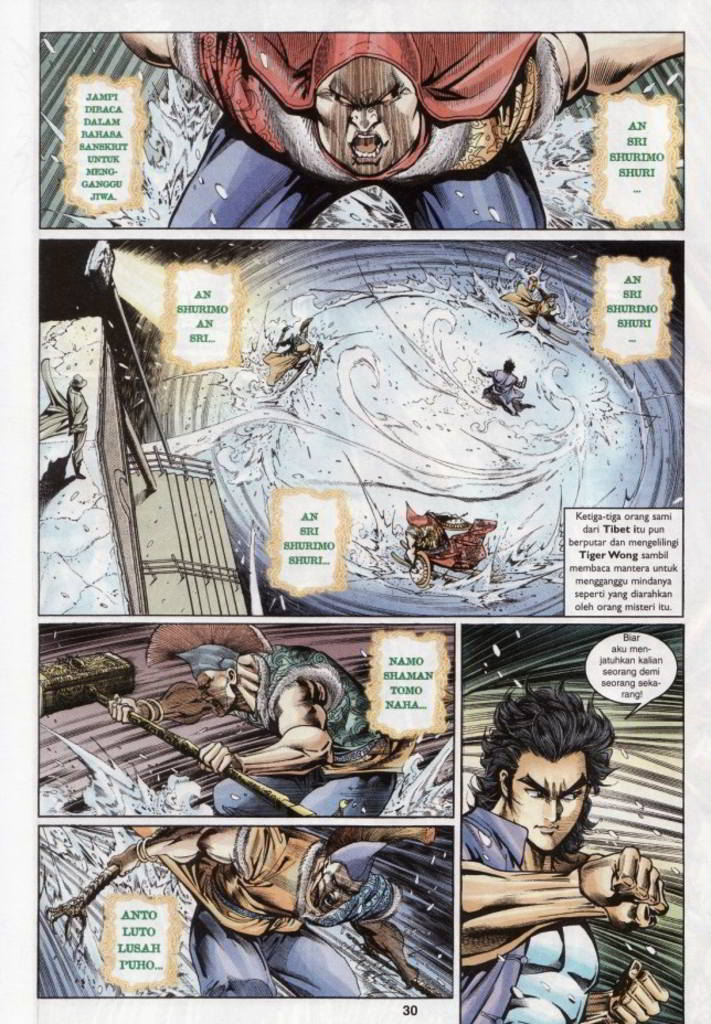 JAMPI
DIBACA
DALAM
BAHASA
SANSKRIT
UNTUK
MENG-
GANGGU
JIWA.
AN
SRI
SHURIMO
SHURI
...
AN
SHURIMO
AN
SRI...
AN
SRI
SHURIMO
SHURI
...
AN
SRI
SHURIMO
SHURI...
Ketiga-tiga orang sami
dari Tibet itu pun
berputar dan mengelilingi
Tiger Wong sambil
membaca mantera untuk
mengganggu mindanya
seperti yang diarahkan
oleh orang misteri itu.
NAMO
SHAMAN
TOMO
NAHA...
Biar
aku men-
jatuhkan kalian
seorang demi
seorang seka-
rang!
ANTO
LUTO
LUSAH
PUHO...
30